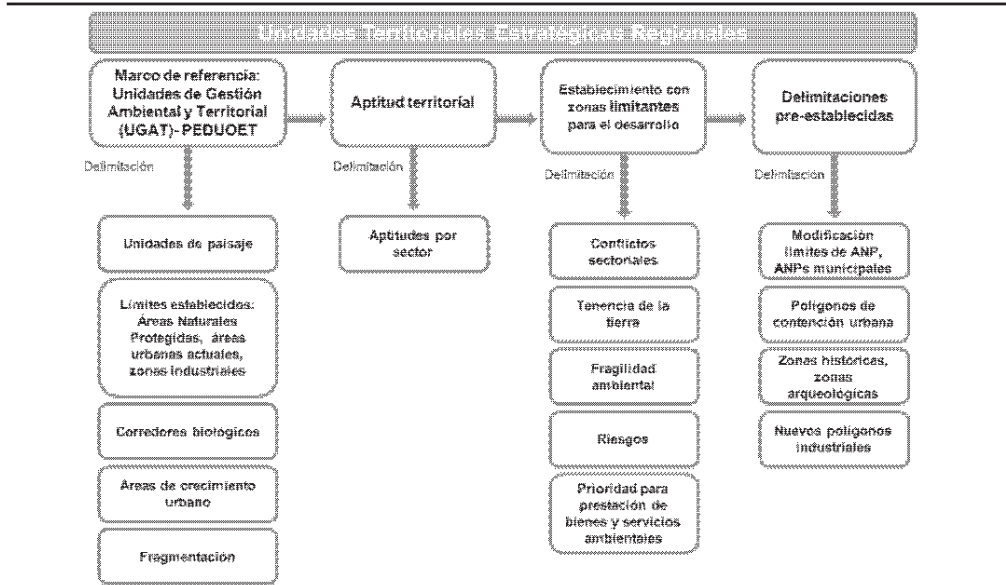 Unidades Territoriales Estratégicas Regionales
Marco de referencia:
Unidades de Gestión
Ambiental y Territorial
(UGAT)- PEDUOET
Aptitud territorial
Establecimiento con
zonas limitantes
para el desarrollo
Delimitaciones
pre-establecidas
Delimitación
Delimitación
Delimitación
Delimitación
Unidades de paisaje
Límites establecidos:
Áreas Naturales
Protegidas, áreas
urbanas actuales,
zonas industriales
Corredores biológicos
Áreas de crecimiento
urbano
Fragmentación
Aptitudes por
sector
Conflictos
sectoriales
Tenencia de la
tierra
Fragilidad
ambiental
Riesgos
Prioridad para
prestación de
bienes y servicios
ambientales
Modificación
límites de ANP,
ANPs municipales
Polígonos de
contención urbana
Zonas históricas,
zonas
arqueológicas
Nuevos polígonos
industriales